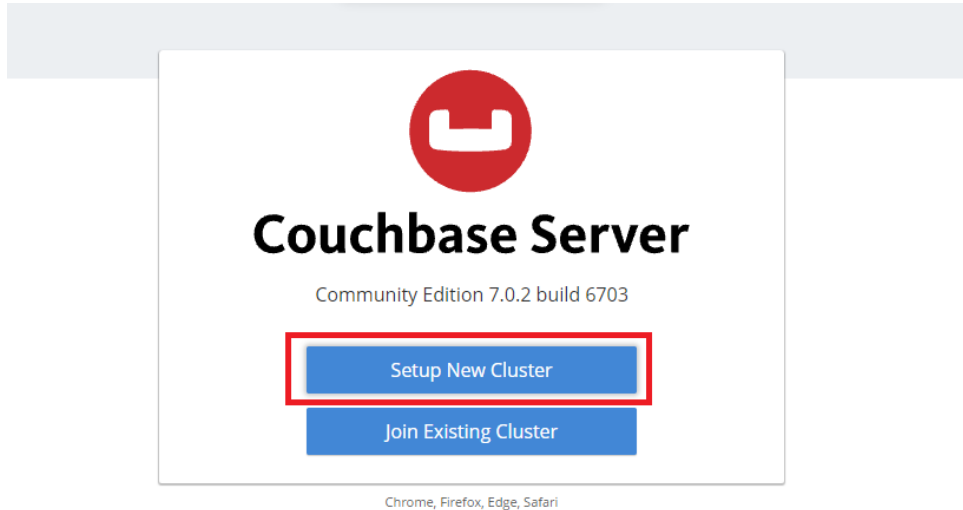 Couchbase Server
Community Edition 7.0.2 build 6703
Setup New Cluster
Join Existing Cluster
Chrome, Firefox, Edge, Safari